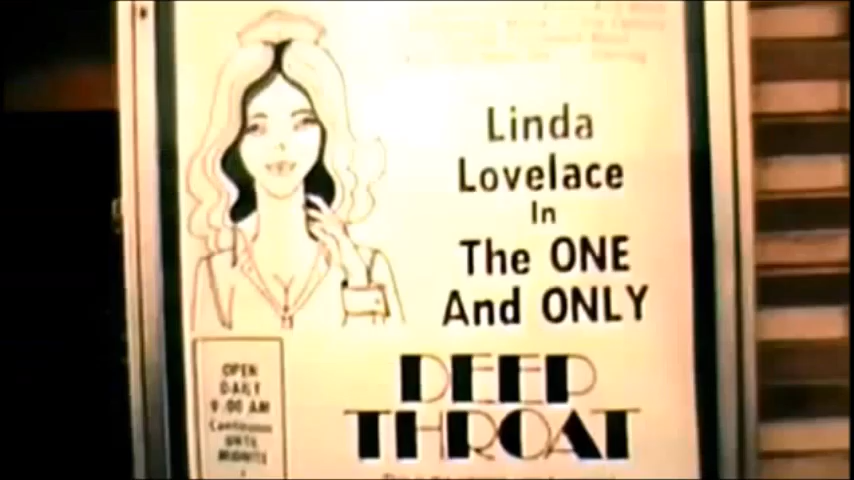 Linda
Lovelace
In
The ONE
And ONLY
DEEP
THROAT
OPEN
DAILY
9:00 AM
Continuous
UNTIL
MIDNITE